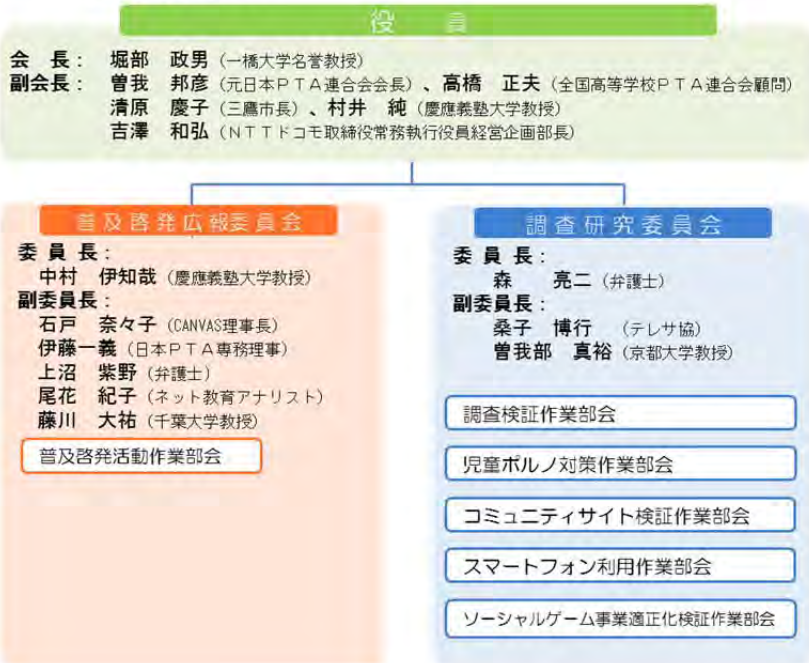 役 員
会 長： 堀部 政男（一橋大学名誉教授）
副会長： 曽我 邦彦（元日本ＰＴＡ連合会会長）、高橋 正夫（全国高等学校ＰＴＡ連合会顧問）
清原 慶子（三鷹市長）、村井 純（慶應義塾大学教授）
吉澤 和弘（ＮＴＴドコモ取締役常務執行役員経営企画部長）
普及啓発広報委員会
委 員 長：
中村 伊知哉（慶應義塾大学教授）
副委員長：
石戸 奈々子（CANVAS理事長）
伊藤一義（日本ＰＴＡ専務理事）
上沼 紫野（弁護士）
尾花 紀子（ネット教育アナリスト）
藤川 大祐（千葉大学教授）
普及啓発活動作業部会
調査研究委員会
委 員 長：
森 亮二（弁護士）
副委員長：
桑子 博行 （テレサ協）
曽我部 真裕（京都大学教授）
調査検証作業部会
児童ポルノ対策作業部会
コミュニティサイト検証作業部会
スマートフォン利用作業部会
ソーシャルゲーム事業適正化検証作業部会